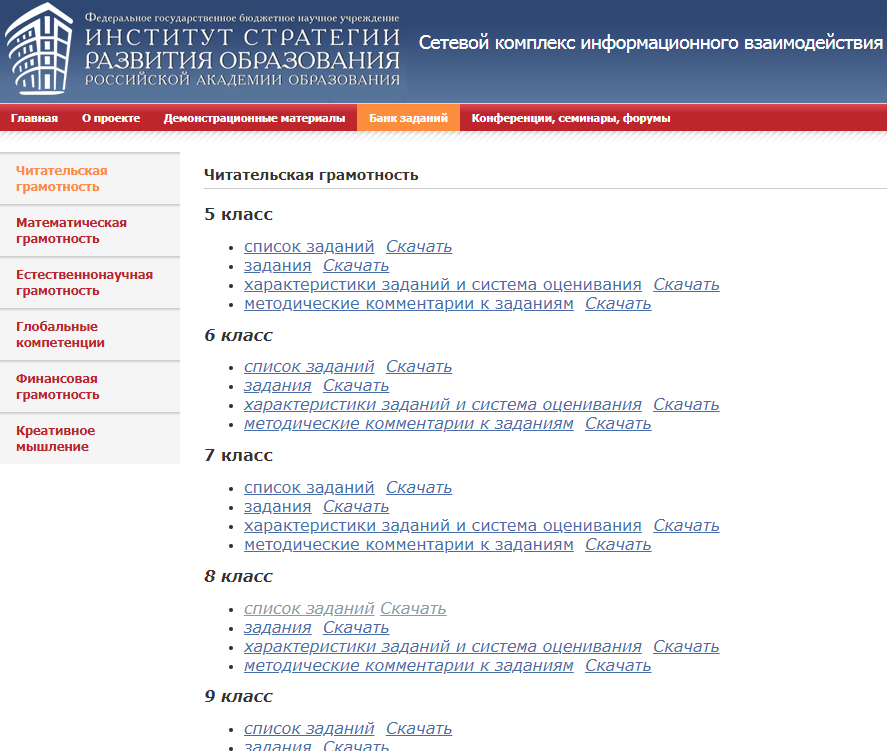 Федеральное государственное бюджетное научное учреждение
ИНСТИТУТ СТРАТЕГИИ
РАЗВИТИЯ ОБРАЗОВАНИЯ
РОССИЙСКОЙ АКАДЕМИИ ОБРАЗОВАНИЯ
Сетевой комплекс информационного взаимодействия
Главная О проекте Демонстрационные материалы Банк заданий Конференции, семинары, форумы
Читательская
грамотность
Математическая
грамотность
Естественнонаучная
грамотность
Глобальные
компетенции
Финансовая
грамотность
Креативное
мышление
Читательская грамотность
5 класс
список заданий Скачать
задания Скачать
характеристики заданий и система оценивания Скачать
методические комментарии к заданиям Скачать
6 класс
список заданий Скачать
задания Скачать
характеристики заданий и система оценивания Скачать
методические комментарии к заданиям Скачать
7 класс
список заданий Скачать
задания Скачать
характеристики заданий и система оценивания Скачать
методические комментарии к заданиям Скачать
8 класс
список заданий Скачать
задания Скачать
характеристики заданий и система оценивания Скачать
методические комментарии к заданиям Скачать
9 класс
список заданий Скачать
задания Скачать